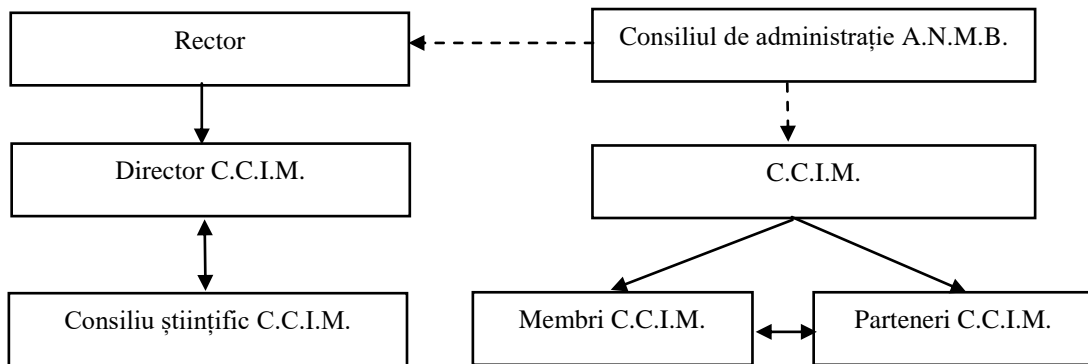 Rector
Consiliul de administrație A.N.M.B.
Director C.C.I.M.
C.C.I.M.
Consiliu științific C.C.I.M.
Membri C.C.I.M.
Parteneri C.C.I.M.